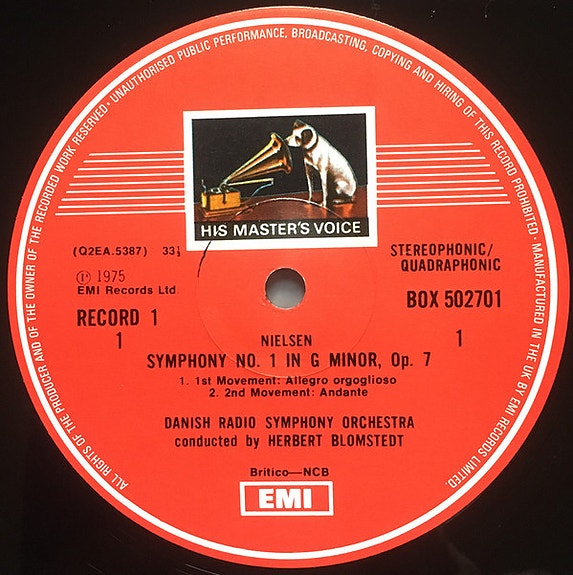 UNAUTHORISED PUBLIC PERFORMANCE, BROADCASTING, COPYING AND HIRING OF THIS RECORD PROHIBITED · MANUFACTURED IN THE UK BY EMI RECORDS LIMITED.
ALL RIGHTS OF THE PRODUCER AND OF THE OWNER OF THE RECORDED WORK RESERVED ·
HIS MASTER'S VOICE
(Q2EA.5387) 33⅓
STEREOPHONIC/
QUADRAPHONIC
℗ 1975
EMI Records Ltd
BOX 502701
RECORD 1
1
1
NIELSEN
SYMPHONY NO. 1 IN G MINOR, Op. 7
1. 1st Movement: Allegro orgoglioso
2. 2nd Movement: Andante
DANISH RADIO SYMPHONY ORCHESTRA
conducted by HERBERT BLOMSTEDT
Britico—NCB
EMI